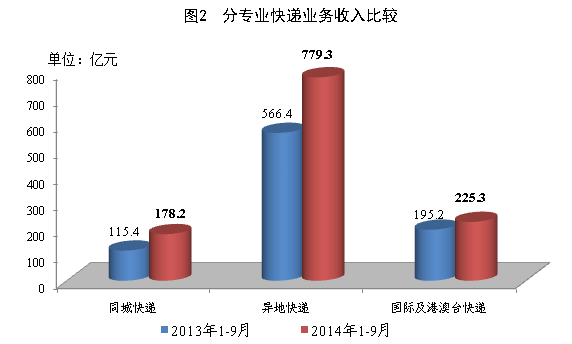 图2 分专业快递业务收入比较
单位：亿元
800
700
600
500
400
300
200
100
0
115.4
178.2
566.4
779.3
195.2
225.3
同城快递
异地快递
国际及港澳台快递
2013年1-9月
2014年1-9月